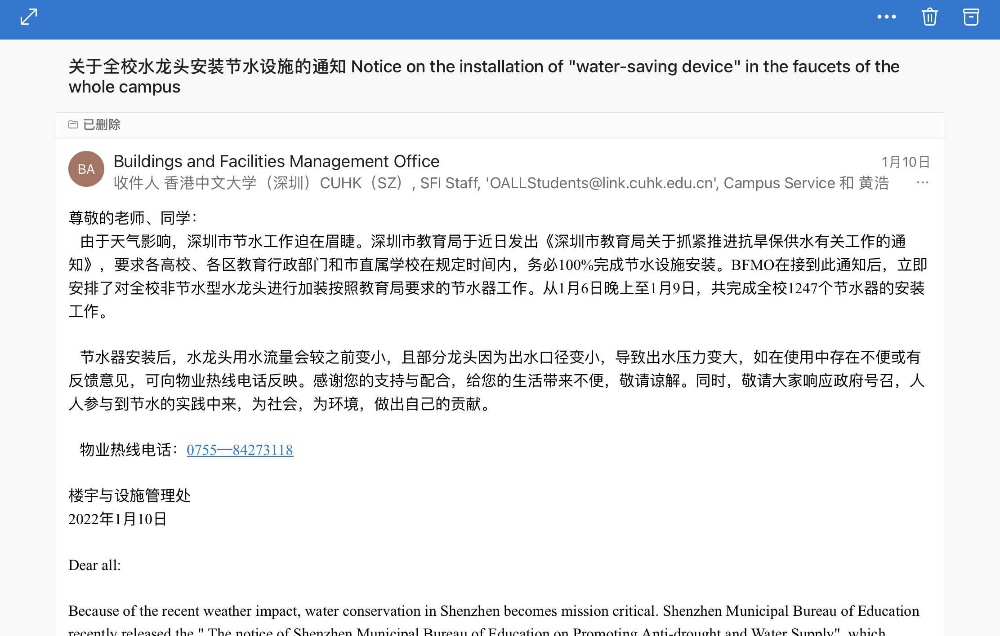 关于全校水龙头安装节水设施的通知 Notice on the installation of "water-saving device" in the faucets of the
whole campus
已删除
BA
Buildings and Facilities Management Office
1月10日
收件人 香港中文大学（深圳）CUHK（SZ）, SFI Staff, 'OALLStudents@link.cuhk.edu.cn', Campus Service 和 黄浩
尊敬的老师、同学：
由于天气影响，深圳市节水工作迫在眉睫。深圳市教育局于近日发出《深圳市教育局关于抓紧推进抗旱保供水有关工作的通
知》，要求各高校、各区教育行政部门和市直属学校在规定时间内，务必100%完成节水设施安装。BFMO在接到此通知后，立即
安排了对全校非节水型水龙头进行加装按照教育局要求的节水器工作。从1月6日晚上至1月9日，共完成全校1247个节水器的安装
工作。
节水器安装后，水龙头用水流量会较之前变小，且部分龙头因为出水口径变小，导致出水压力变大，如在使用中存在不便或有
反馈意见，可向物业热线电话反映。感谢您的支持与配合，给您的生活带来不便，敬请谅解。同时，敬请大家响应政府号召，人
人参与到节水的实践中来，为社会，为环境，做出自己的贡献。
物业热线电话：0755—84273118
楼宇与设施管理处
2022年1月10日
Dear all:
Because of the recent weather impact, water conservation in Shenzhen becomes mission critical. Shenzhen Municipal Bureau of Education
recently released the " The notice of Shenzhen Municipal Bureau of Education on Promoting Anti-drought and Water Supply", which